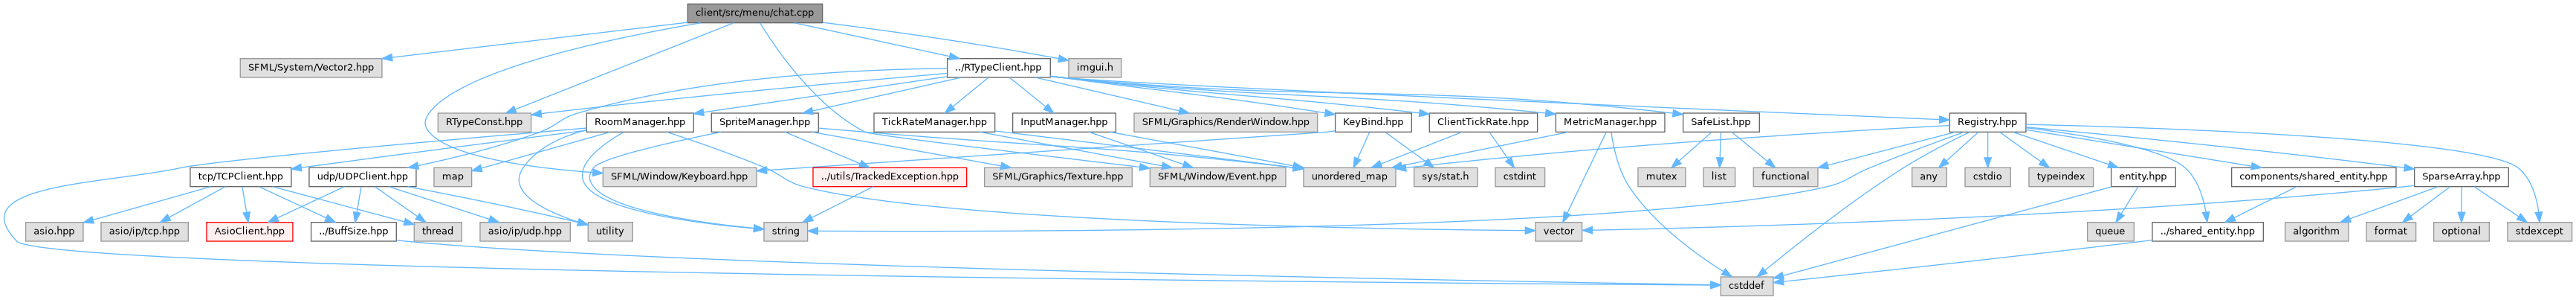 client/src/menu/chat.cpp
SFML/System/Vector2.hpp
../RTypeClient.hpp
imgui.h
RTypeConst.hpp
RoomManager.hpp
SpriteManager.hpp
TickRateManager.hpp
InputManager.hpp
SFML/Graphics/RenderWindow.hpp
KeyBind.hpp
ClientTickRate.hpp
MetricManager.hpp
SafeList.hpp
Registry.hpp
tcp/TCPClient.hpp
udp/UDPClient.hpp
map
SFML/Window/Keyboard.hpp
../utils/TrackedException.hpp
SFML/Graphics/Texture.hpp
SFML/Window/Event.hpp
unordered_map
sys/stat.h
cstdint
mutex
list
functional
any
cstdio
typeindex
entity.hpp
components/shared_entity.hpp
SparseArray.hpp
asio.hpp
asio/ip/tcp.hpp
AsioClient.hpp
../BuffSize.hpp
thread
asio/ip/udp.hpp
utility
string
vector
queue
../shared_entity.hpp
algorithm
format
optional
stdexcept
cstddef